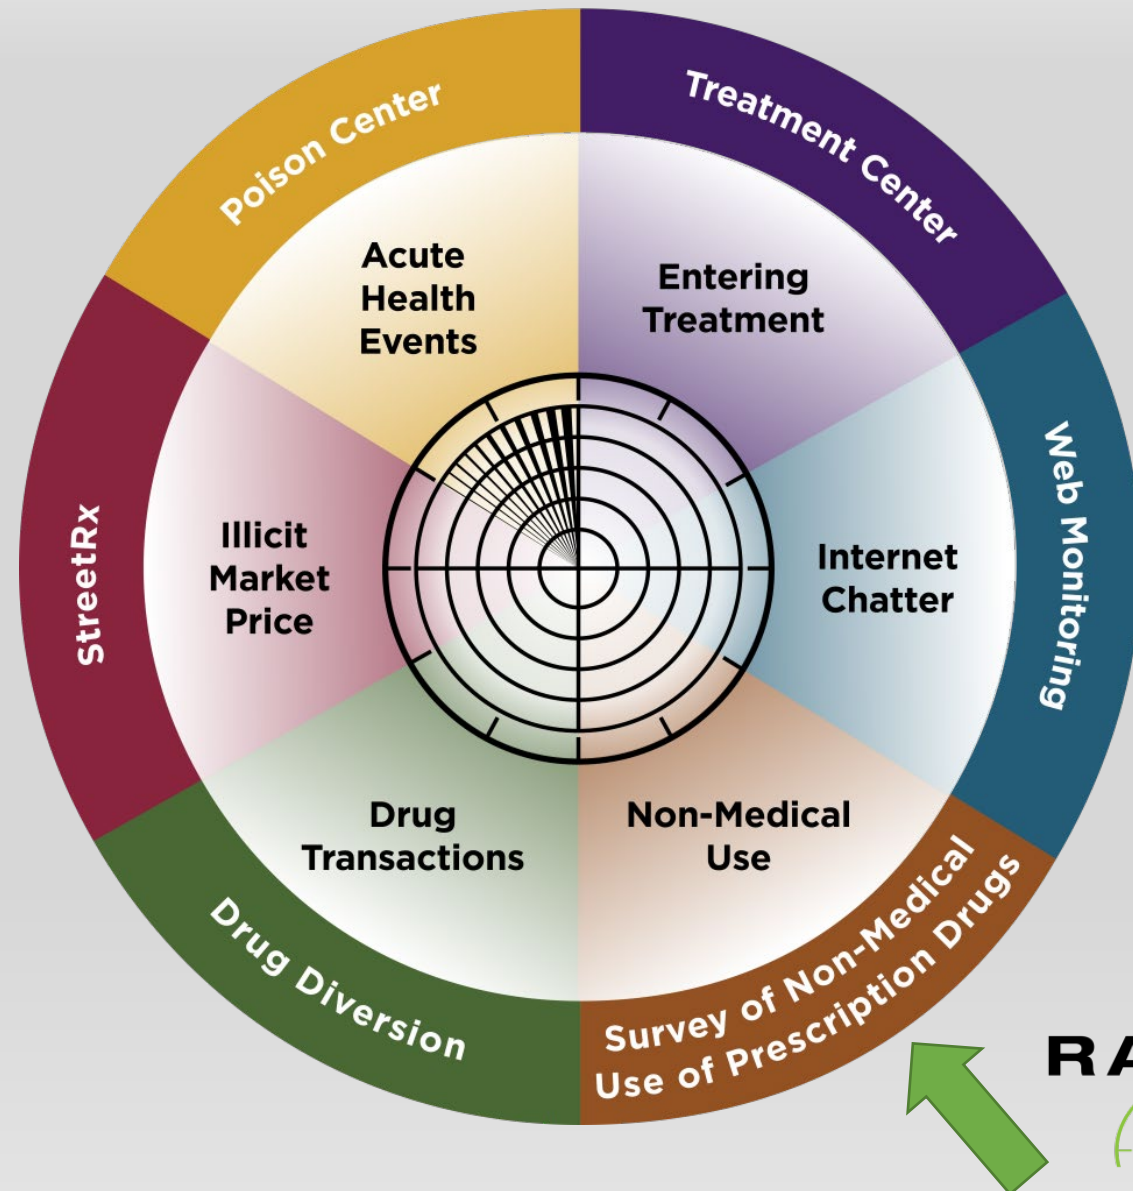 Poison Center
Treatment Center
Acute
Health
Events
Entering
Treatment
StreetRx
Illicit
Market
Price
Internet
Chatter
Web Monitoring
Drug
Transactions
Non-Medical
Use
Drug Diversion
Survey of Non-Medical
Use of Prescription Drugs